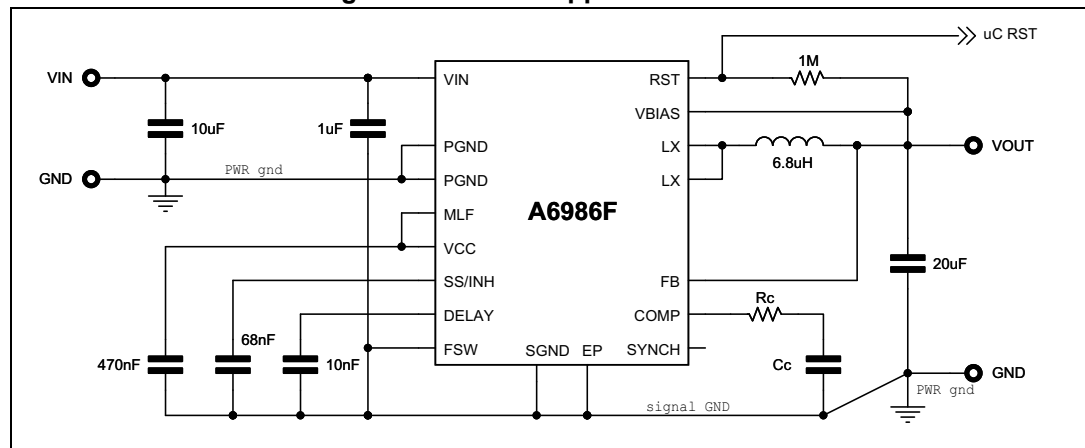 uC RST
VIN
10uF
1uF
GND
PWR gnd
VIN
PGND
PGND
MLF
VCC
SS/INH
DELAY
FSW
A6986F
SGND EP
RST
VBIAS
LX
LX
FB
COMP
SYNCH
1M
6.8uH
VOUT
20uF
Rc
Cc
470nF
68nF
10nF
signal GND
GND
PWR gnd